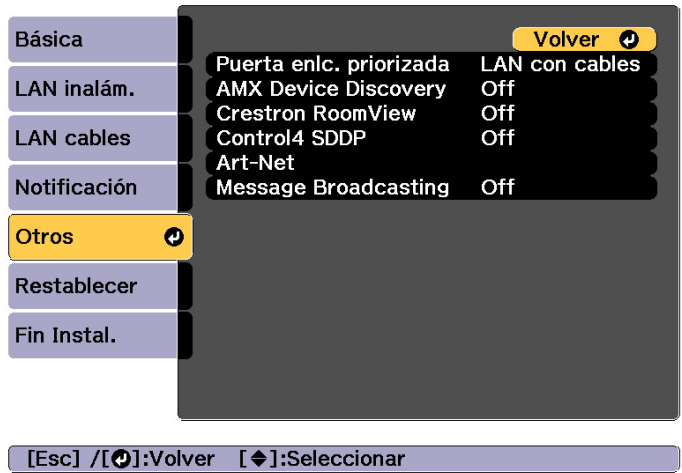 Básica
LAN inalám.
LAN cables
Notificación
Otros
Restablecer
Fin Instal.
Volver
Puerta enlc. priorizada LAN con cables
AMX Device Discovery Off
Crestron RoomView Off
Control4 SDDP Off
Art-Net
Message Broadcasting Off
[Esc] /[⏎]:Volver [◆]:Seleccionar